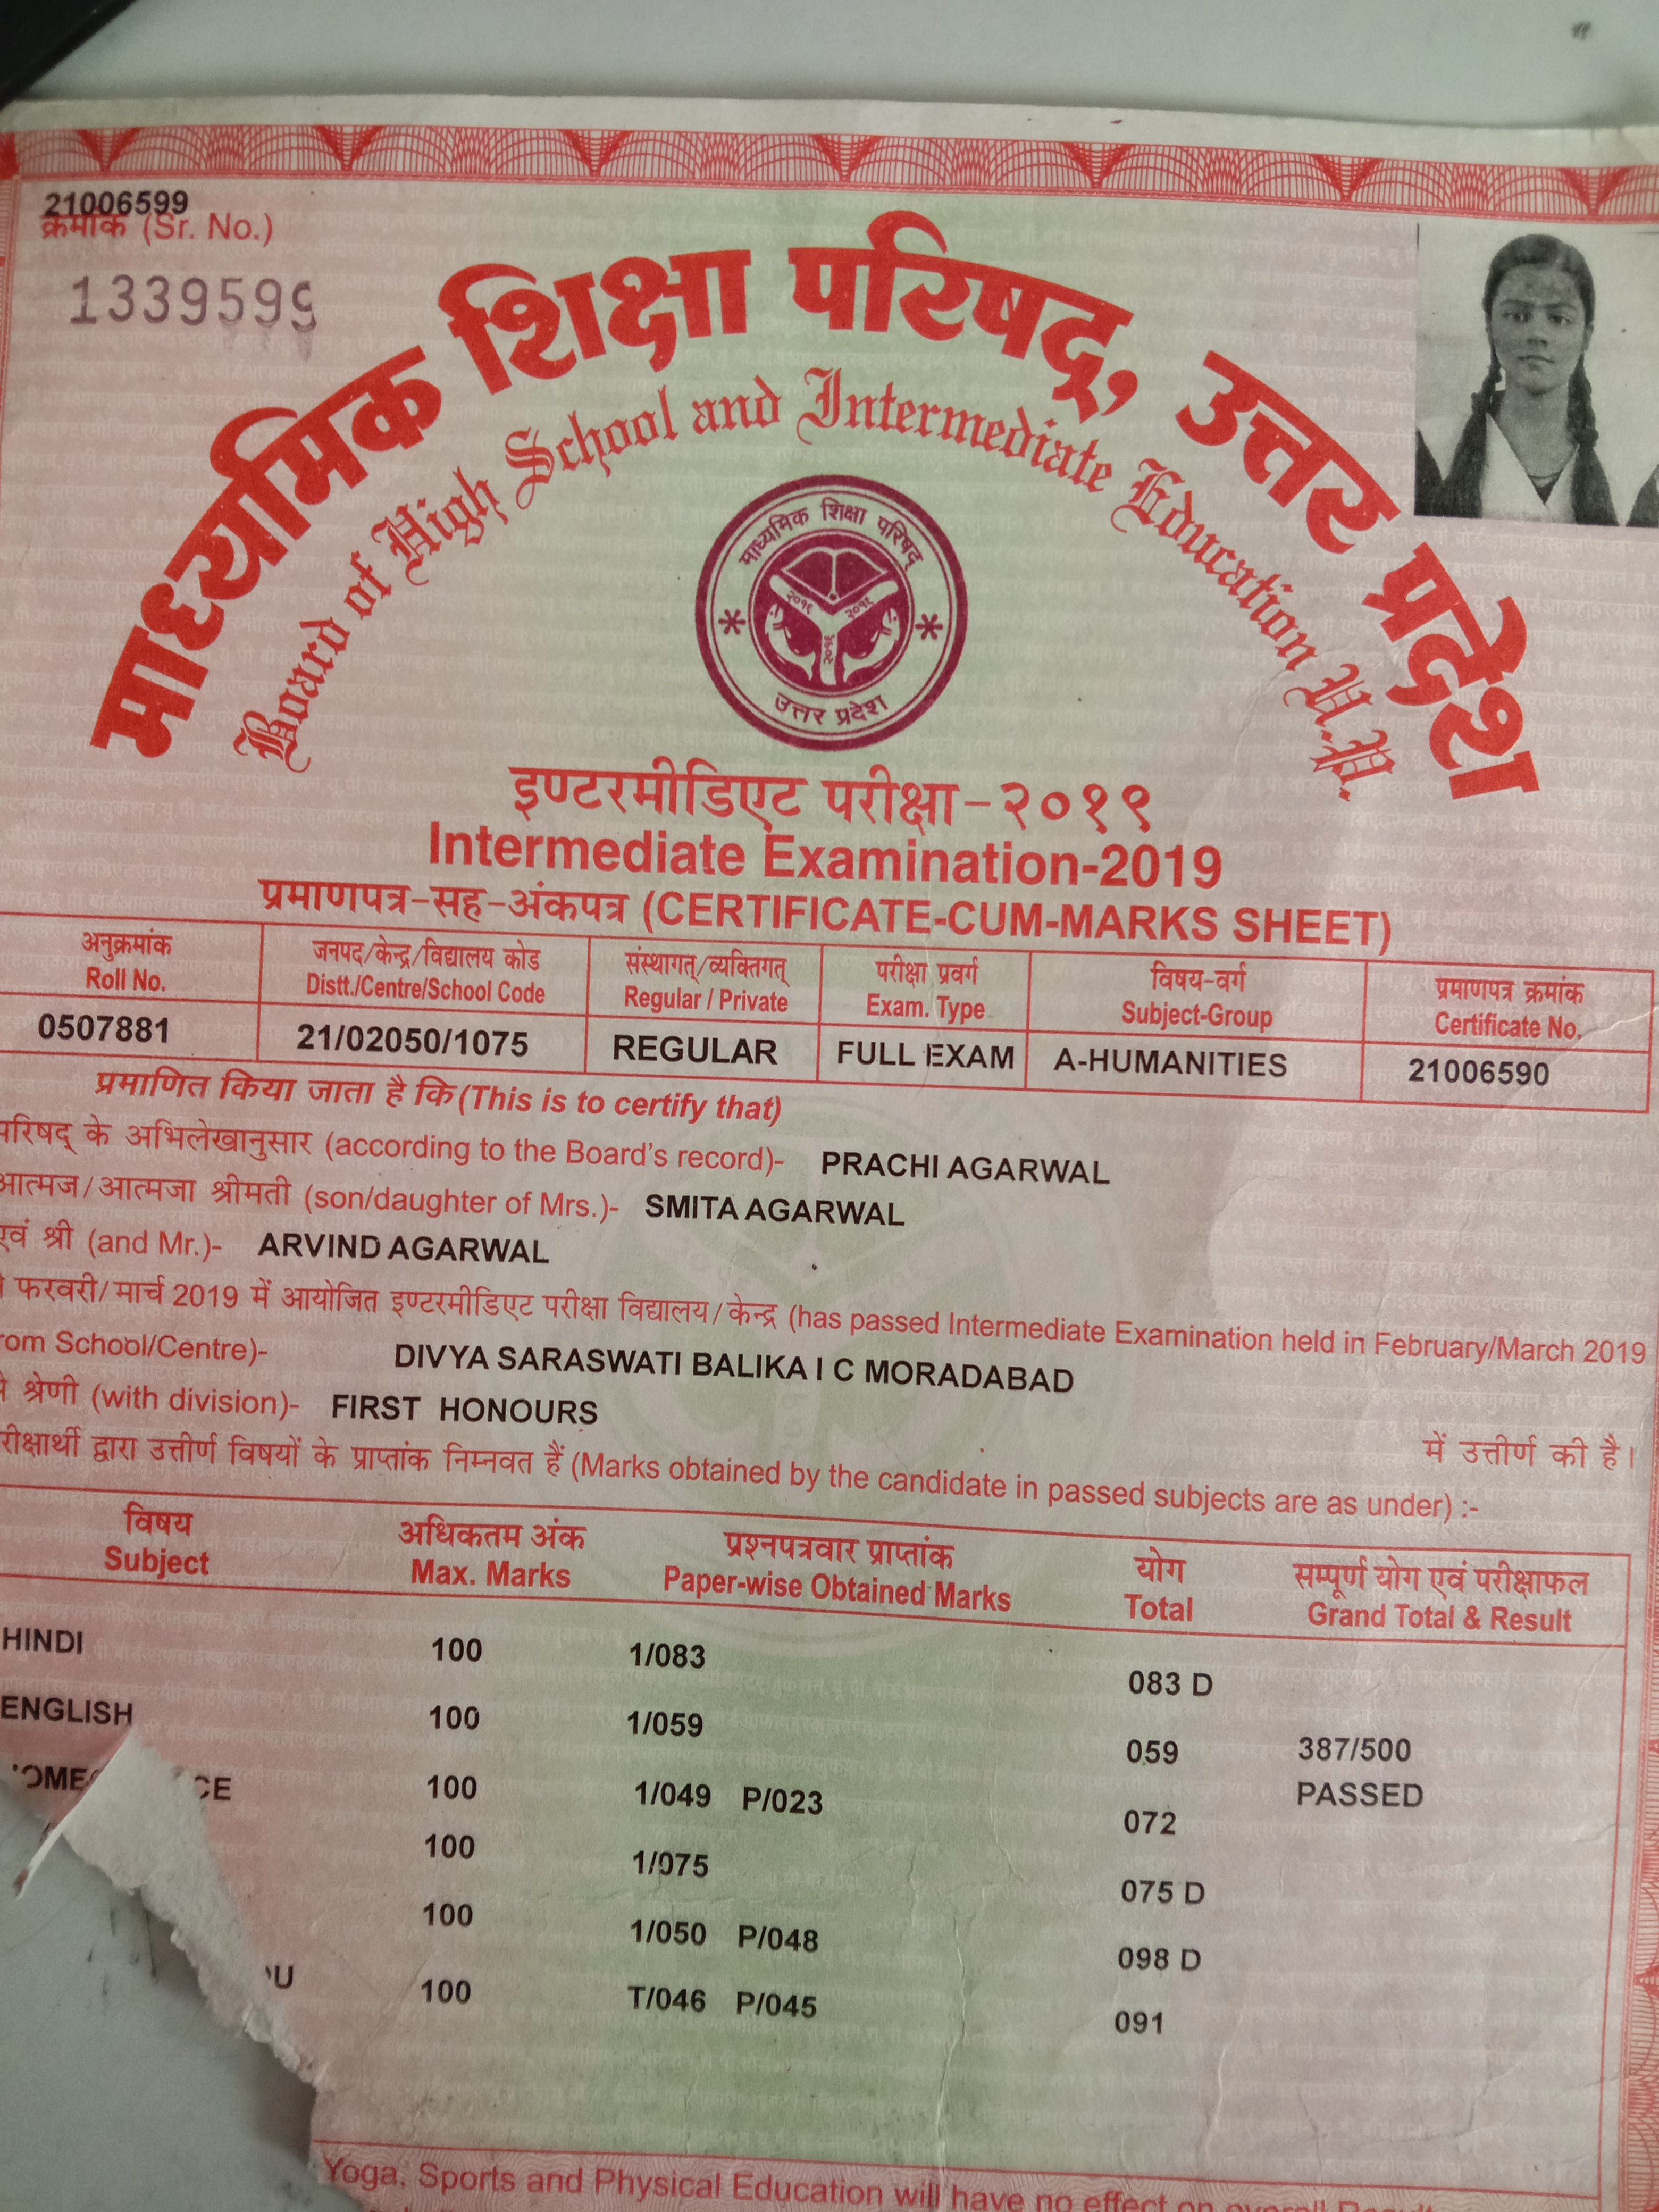 21006599
क्रमांक (Sr. No.)
1339599
माध्यमिक शिक्षा परिषद्, उत्तर प्रदेश
Board of High School and Intermediate Education U.P.
माध्यमिक शिक्षा परिषद्
२०१९ २०१९
२०१९
उत्तर प्रदेश
इण्टरमीडिएट परीक्षा-२०१९
Intermediate Examination-2019
प्रमाणपत्र-सह-अंकपत्र (CERTIFICATE-CUM-MARKS SHEET)
अनुक्रमांक जनपद/केन्द्र/विद्यालय कोड संस्थागत्/व्यक्तिगत् परीक्षा प्रवर्ग विषय-वर्ग प्रमाणपत्र क्रमांक
Roll No. Distt./Centre/School Code Regular / Private Exam. Type Subject-Group Certificate No.
0507881 21/02050/1075 REGULAR FULL EXAM A-HUMANITIES 21006590
प्रमाणित किया जाता है कि (This is to certify that)
परिषद् के अभिलेखानुसार (according to the Board's record)- PRACHI AGARWAL
आत्मज/आत्मजा श्रीमती (son/daughter of Mrs.)- SMITA AGARWAL
एवं श्री (and Mr.)- ARVIND AGARWAL
फरवरी/मार्च 2019 में आयोजित इण्टरमीडिएट परीक्षा विद्यालय/केन्द्र (has passed Intermediate Examination held in February/March 2019
rom School/Centre)- DIVYA SARASWATI BALIKA I C MORADABAD
श्रेणी (with division)- FIRST HONOURS
में उत्तीर्ण की है।
रीक्षार्थी द्वारा उत्तीर्ण विषयों के प्राप्तांक निम्नवत हैं (Marks obtained by the candidate in passed subjects are as under) :-
विषय अधिकतम अंक प्रश्नपत्रवार प्राप्तांक योग सम्पूर्ण योग एवं परीक्षाफल
Subject Max. Marks Paper-wise Obtained Marks Total Grand Total & Result
HINDI 100 1/083 083 D
ENGLISH 100 1/059 059 387/500
PASSED
CE 100 1/049 P/023 072
100 1/075 075 D
100 1/050 P/048 098 D
U 100 T/046 P/045 091
Yoga, Sports and Physical Education will have no effect on